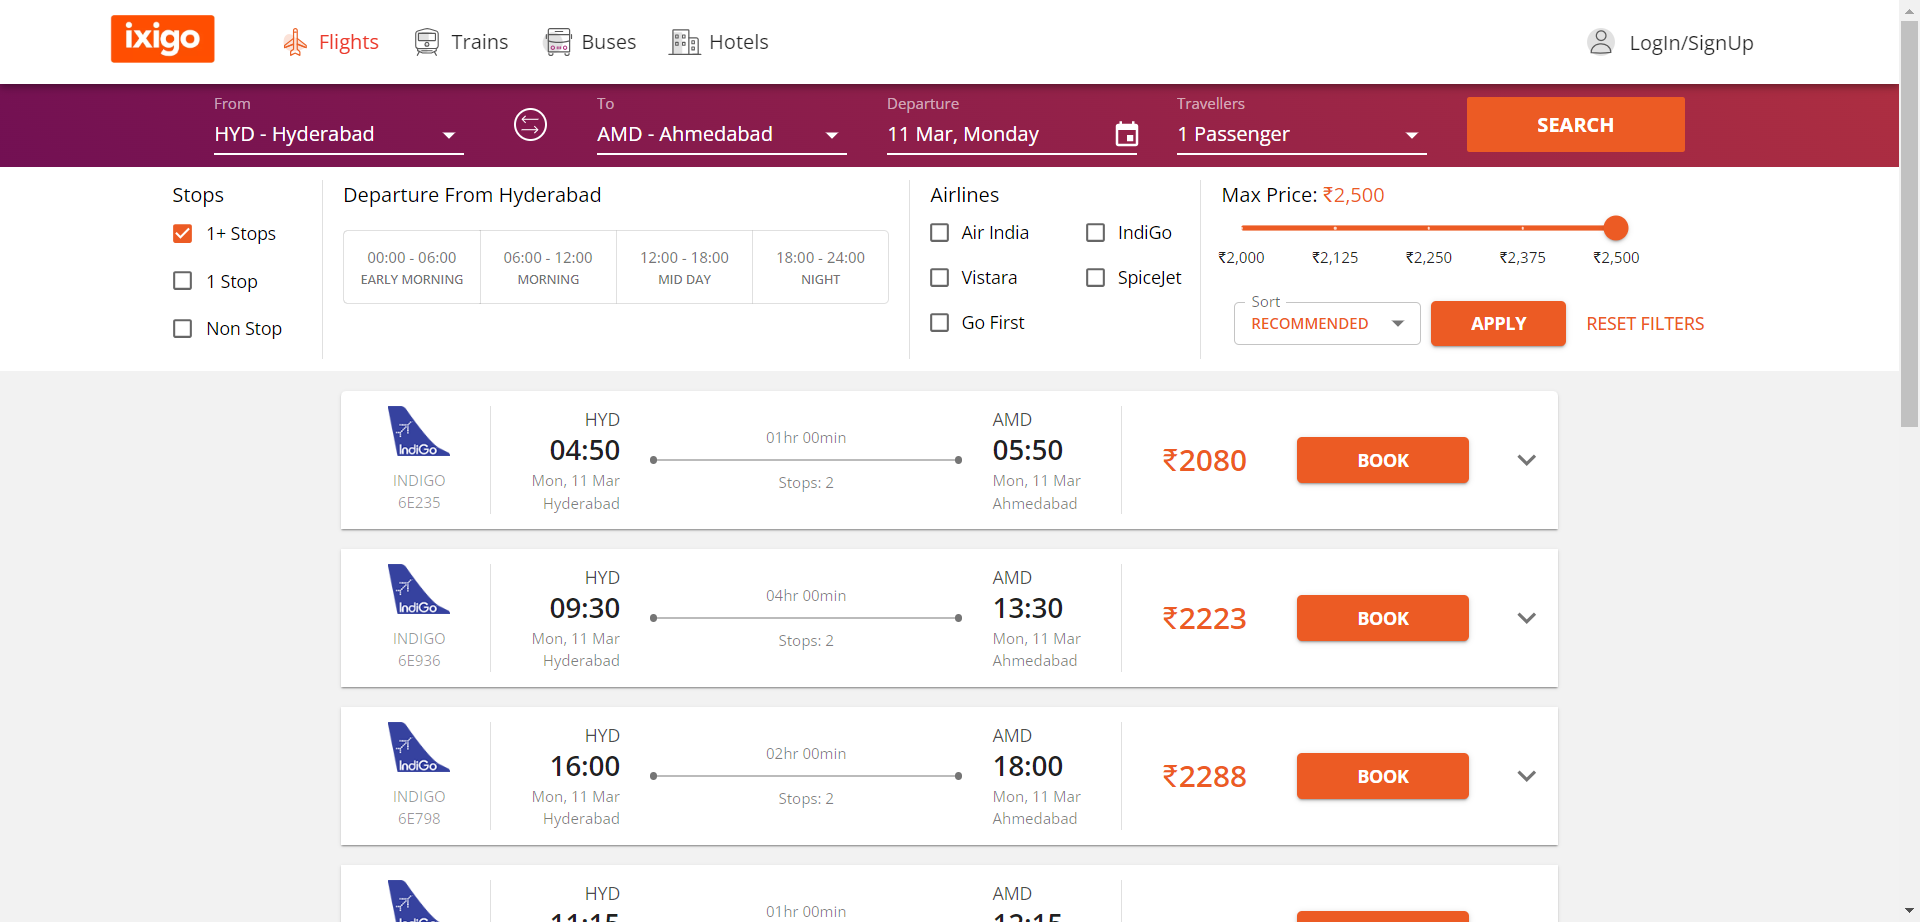 ixigo
Flights
Trains
Buses
Hotels
LogIn/SignUp
From
HYD - Hyderabad
To
AMD - Ahmedabad
Departure
11 Mar, Monday
Travellers
1 Passenger
SEARCH
Stops
1+ Stops
1 Stop
Non Stop
Departure From Hyderabad
00:00 - 06:00
EARLY MORNING
06:00 - 12:00
MORNING
12:00 - 18:00
MID DAY
18:00 - 24:00
NIGHT
Airlines
Air India
IndiGo
Vistara
SpiceJet
Go First
Max Price: ₹2,500
₹2,000
₹2,125
₹2,250
₹2,375
₹2,500
Sort
RECOMMENDED
APPLY
RESET FILTERS
IndiGo
INDIGO
6E235
HYD
04:50
Mon, 11 Mar
Hyderabad
01hr 00min
Stops: 2
AMD
05:50
Mon, 11 Mar
Ahmedabad
₹2080
BOOK
IndiGo
INDIGO
6E936
HYD
09:30
Mon, 11 Mar
Hyderabad
04hr 00min
Stops: 2
AMD
13:30
Mon, 11 Mar
Ahmedabad
₹2223
BOOK
IndiGo
INDIGO
6E798
HYD
16:00
Mon, 11 Mar
Hyderabad
02hr 00min
Stops: 2
AMD
18:00
Mon, 11 Mar
Ahmedabad
₹2288
BOOK
IndiGo
HYD
11:15
01hr 00min
AMD
12:15